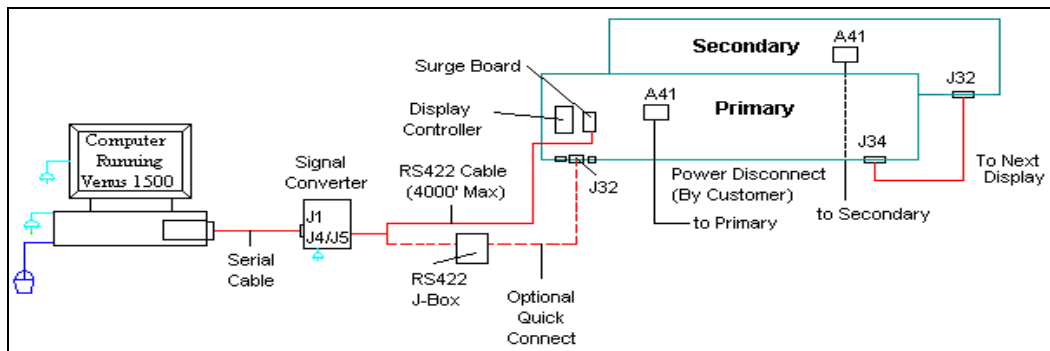 Secondary
A41
J32
Surge Board
Primary
A41
Display
Controller
J34
Computer
Running
Venus 1500
Signal
Converter
RS422 Cable
(4000' Max)
J32
Power Disconnect
(By Customer)
To Next
Display
to Primary
to Secondary
J1
J4/J5
Serial
Cable
RS422
J-Box
Optional
Quick
Connect